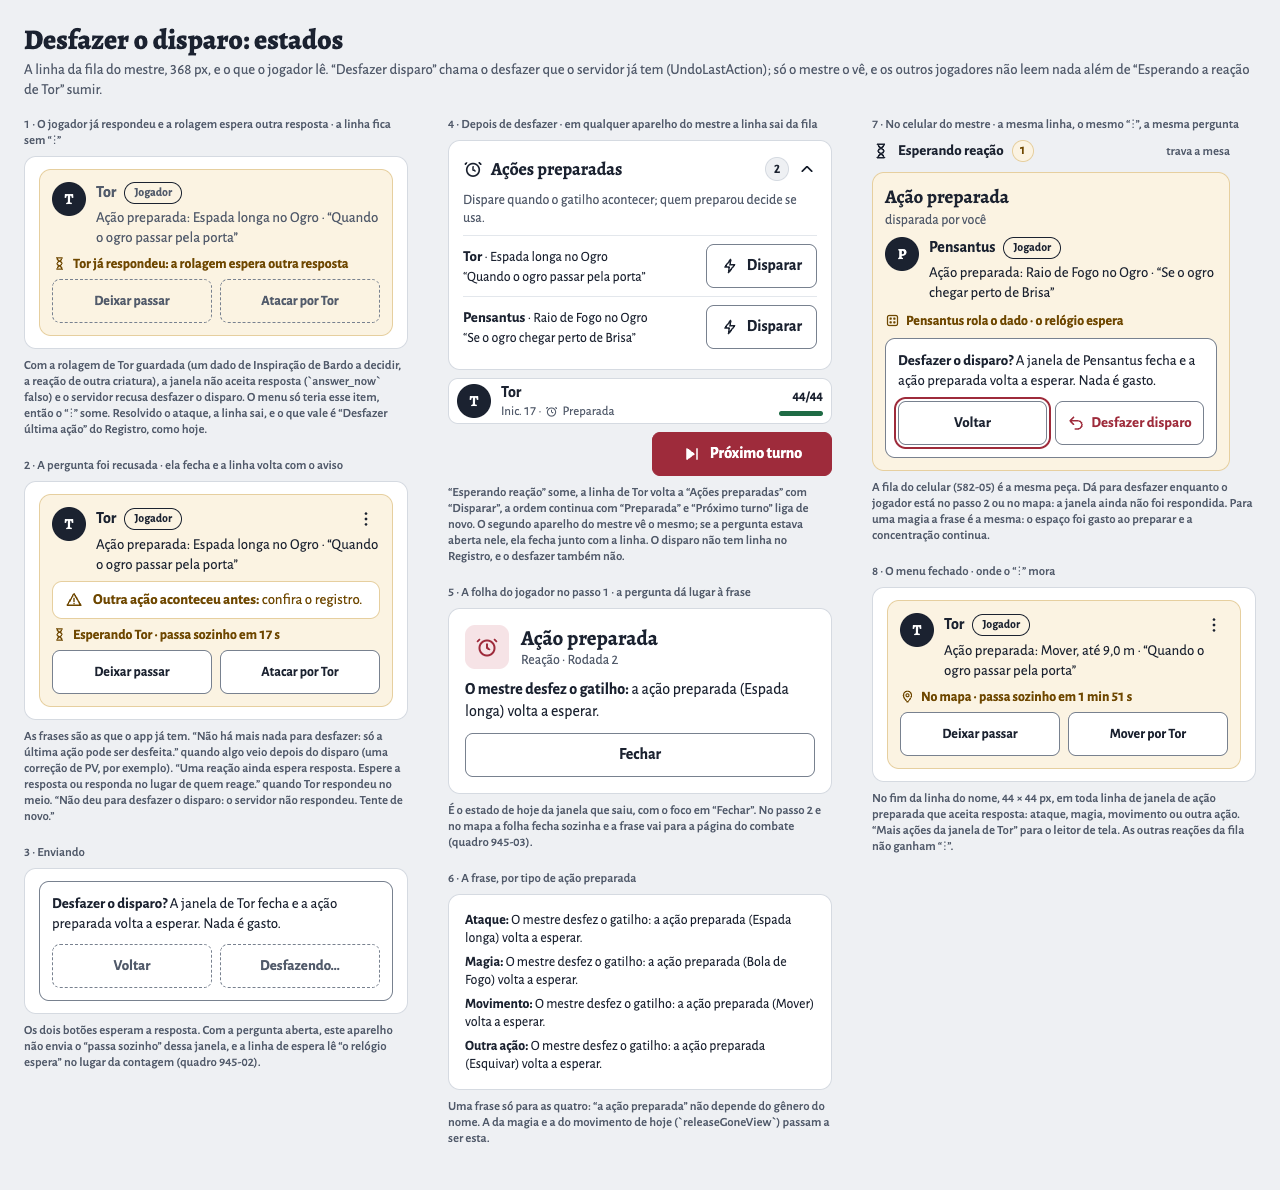 Desfazer o disparo: estados
A linha da fila do mestre, 368 px, e o que o jogador lê. “Desfazer disparo” chama o desfazer que o servidor já tem (UndoLastAction); só o mestre o vê, e os outros jogadores não leem nada além de “Esperando a reação
de Tor” sumir.
1 · O jogador já respondeu e a rolagem espera outra resposta · a linha fica
sem “⋮”
T
Tor
Jogador
Ação preparada: Espada longa no Ogro · “Quando
o ogro passar pela porta”
Tor já respondeu: a rolagem espera outra resposta
Deixar passar
Atacar por Tor
Com a rolagem de Tor guardada (um dado de Inspiração de Bardo a decidir,
a reação de outra criatura), a janela não aceita resposta (`answer_now`
falso) e o servidor recusa desfazer o disparo. O menu só teria esse item,
então o “⋮” some. Resolvido o ataque, a linha sai, e o que vale é “Desfazer
última ação” do Registro, como hoje.
2 · A pergunta foi recusada · ela fecha e a linha volta com o aviso
T
Tor
Jogador
Ação preparada: Espada longa no Ogro · “Quando
o ogro passar pela porta”
Outra ação aconteceu antes: confira o registro.
Esperando Tor · passa sozinho em 17 s
Deixar passar
Atacar por Tor
As frases são as que o app já tem. “Não há mais nada para desfazer: só a
última ação pode ser desfeita.” quando algo veio depois do disparo (uma
correção de PV, por exemplo). “Uma reação ainda espera resposta. Espere a
resposta ou responda no lugar de quem reage.” quando Tor respondeu no
meio. “Não deu para desfazer o disparo: o servidor não respondeu. Tente de
novo.”
3 · Enviando
Desfazer o disparo? A janela de Tor fecha e a ação
preparada volta a esperar. Nada é gasto.
Voltar
Desfazendo…
Os dois botões esperam a resposta. Com a pergunta aberta, este aparelho
não envia o “passa sozinho” dessa janela, e a linha de espera lê “o relógio
espera” no lugar da contagem (quadro 945-02).
4 · Depois de desfazer · em qualquer aparelho do mestre a linha sai da fila
Ações preparadas
2
Dispare quando o gatilho acontecer; quem preparou decide se
usa.
Tor · Espada longa no Ogro
“Quando o ogro passar pela porta”
Disparar
Pensantus · Raio de Fogo no Ogro
“Se o ogro chegar perto de Brisa”
Disparar
T
Tor
Inic. 17 · Preparada
44/44
Próximo turno
“Esperando reação” some, a linha de Tor volta a “Ações preparadas” com
“Disparar”, a ordem continua com “Preparada” e “Próximo turno” liga de
novo. O segundo aparelho do mestre vê o mesmo; se a pergunta estava
aberta nele, ela fecha junto com a linha. O disparo não tem linha no
Registro, e o desfazer também não.
5 · A folha do jogador no passo 1 · a pergunta dá lugar à frase
Ação preparada
Reação · Rodada 2
O mestre desfez o gatilho: a ação preparada (Espada
longa) volta a esperar.
Fechar
É o estado de hoje da janela que saiu, com o foco em “Fechar”. No passo 2 e
no mapa a folha fecha sozinha e a frase vai para a página do combate
(quadro 945-03).
6 · A frase, por tipo de ação preparada
Ataque: O mestre desfez o gatilho: a ação preparada (Espada
longa) volta a esperar.
Magia: O mestre desfez o gatilho: a ação preparada (Bola de
Fogo) volta a esperar.
Movimento: O mestre desfez o gatilho: a ação preparada (Mover)
volta a esperar.
Outra ação: O mestre desfez o gatilho: a ação preparada
(Esquivar) volta a esperar.
Uma frase só para as quatro: “a ação preparada” não depende do gênero do
nome. A da magia e a do movimento de hoje (`releaseGoneView`) passam a
ser esta.
7 · No celular do mestre · a mesma linha, o mesmo “⋮”, a mesma pergunta
Esperando reação
1
trava a mesa
Ação preparada
disparada por você
P
Pensantus
Jogador
Ação preparada: Raio de Fogo no Ogro · “Se o ogro
chegar perto de Brisa”
Pensantus rola o dado · o relógio espera
Desfazer o disparo? A janela de Pensantus fecha e a
ação preparada volta a esperar. Nada é gasto.
Voltar
Desfazer disparo
A fila do celular (582-05) é a mesma peça. Dá para desfazer enquanto o
jogador está no passo 2 ou no mapa: a janela ainda não foi respondida. Para
uma magia a frase é a mesma: o espaço foi gasto ao preparar e a
concentração continua.
8 · O menu fechado · onde o “⋮” mora
T
Tor
Jogador
Ação preparada: Mover, até 9,0 m · “Quando o
ogro passar pela porta”
No mapa · passa sozinho em 1 min 51 s
Deixar passar
Mover por Tor
No fim da linha do nome, 44 × 44 px, em toda linha de janela de ação
preparada que aceita resposta: ataque, magia, movimento ou outra ação.
“Mais ações da janela de Tor” para o leitor de tela. As outras reações da fila
não ganham “⋮”.